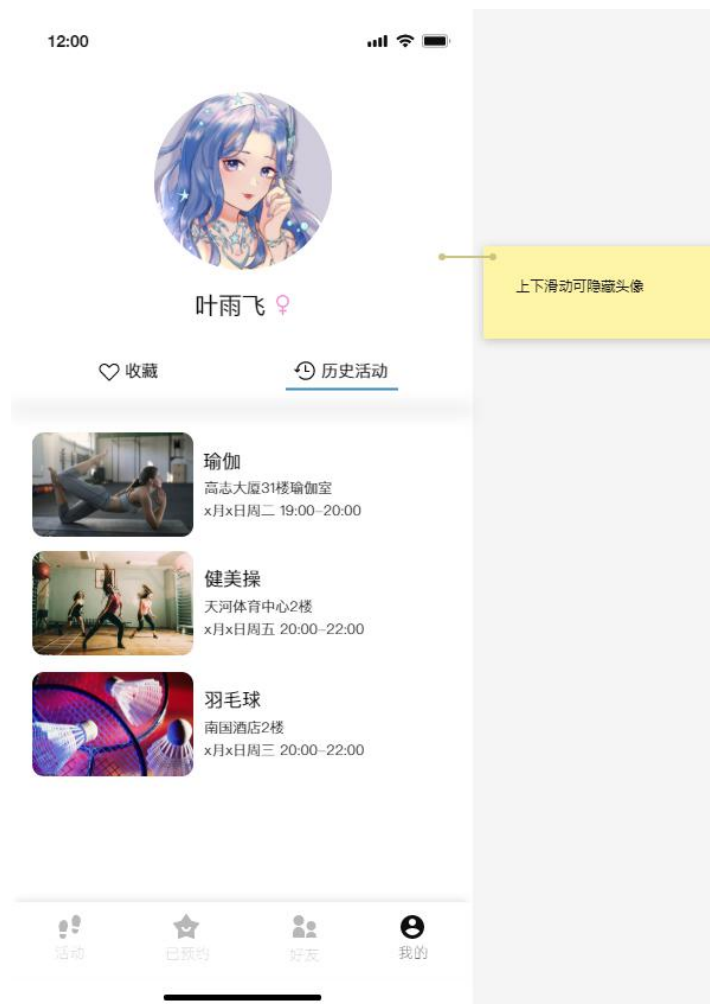 12:00
上下滑动可隐藏头像
叶雨飞
收藏
历史活动
瑜伽
高志大厦31楼瑜伽室
x月x日周二 19:00-20:00
健美操
天河体育中心2楼
x月x日周五 20:00-22:00
羽毛球
南国酒店2楼
x月x日周三 20:00-22:00
活动
已预约
好友
我的